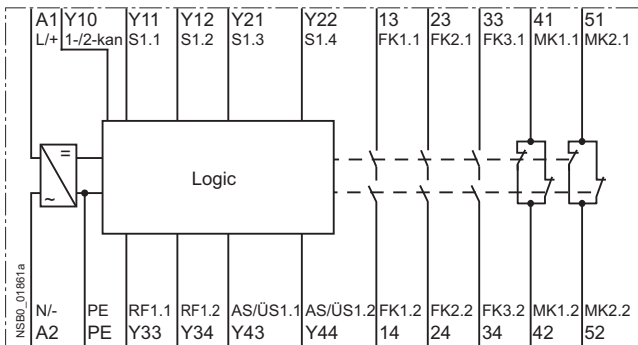 A1 Y10 Y11 Y12 Y21 Y22 13 23 33 41 51
L/+ 1-/2-kan S1.1 S1.2 S1.3 S1.4 FK1.1 FK2.1 FK3.1 MK1.1 MK2.1
=
~
Logic
NSB0_01861a
N/- PE RF1.1 RF1.2 AS/ÜS1.1 AS/ÜS1.2 FK1.2 FK2.2 FK3.2 MK1.2 MK2.2
A2 PE Y33 Y34 Y43 Y44 14 24 34 42 52